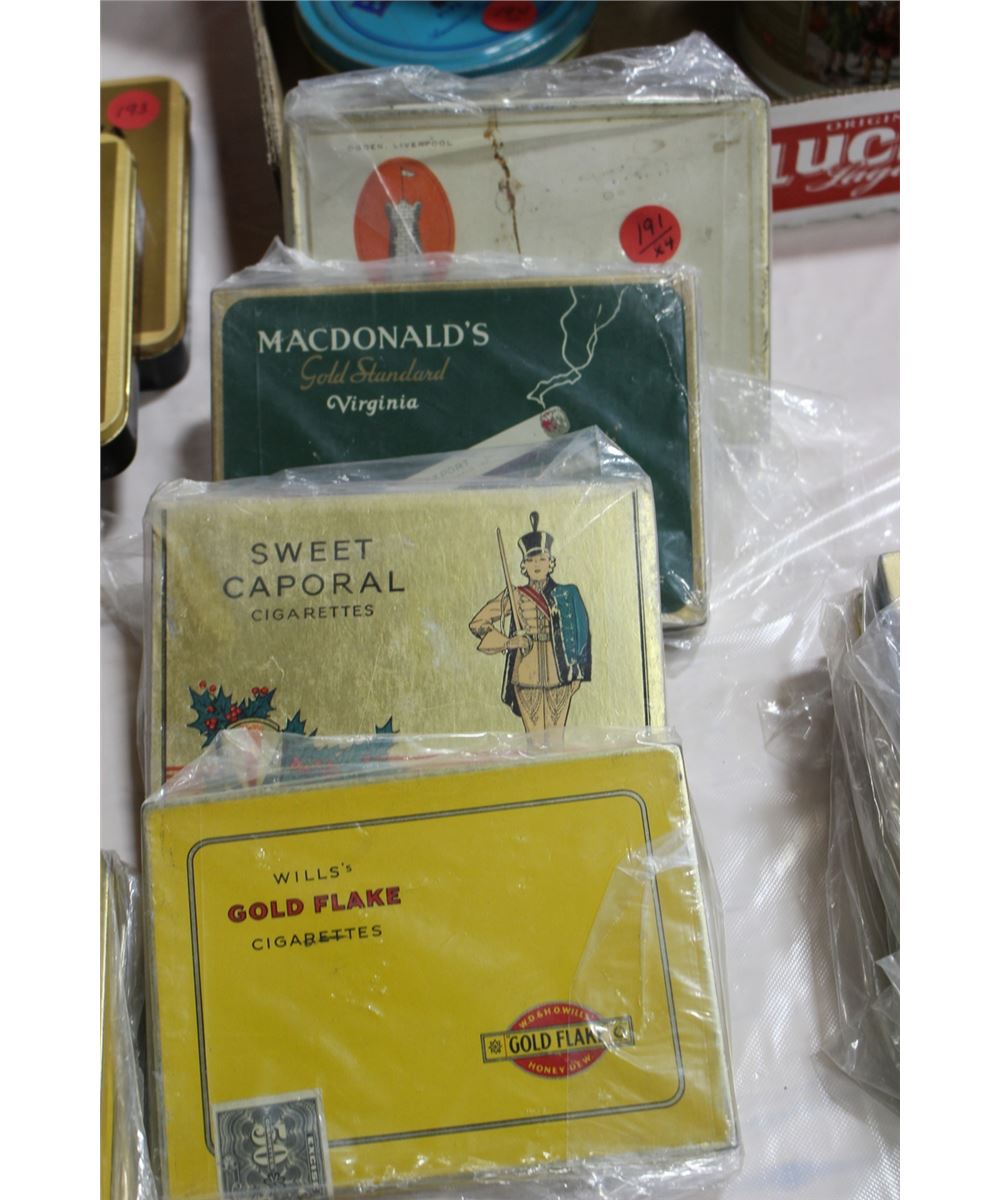 193
OGDEN, LIVERPOOL
191
x4
MACDONALD'S
Gold Standard
Virginia
EXPORT
SWEET
CAPORAL
CIGARETTES
WILLS's
GOLD FLAKE
CIGARETTES
W.D.& H.O.WILLS
GOLD FLAKE
HONEY-DEW
50